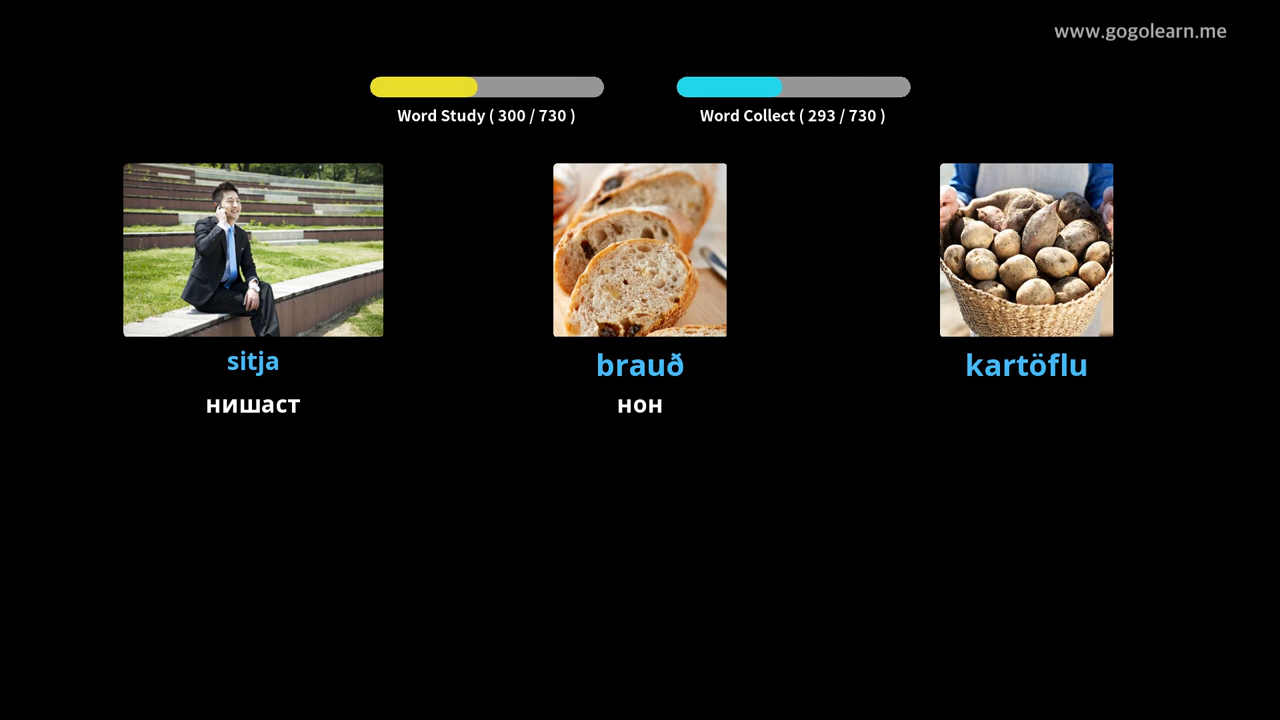 www.gogolearn.me
Word Study ( 300 / 730 )
Word Collect ( 293 / 730 )
sitja
brauð
kartöflu
нишаст
нон